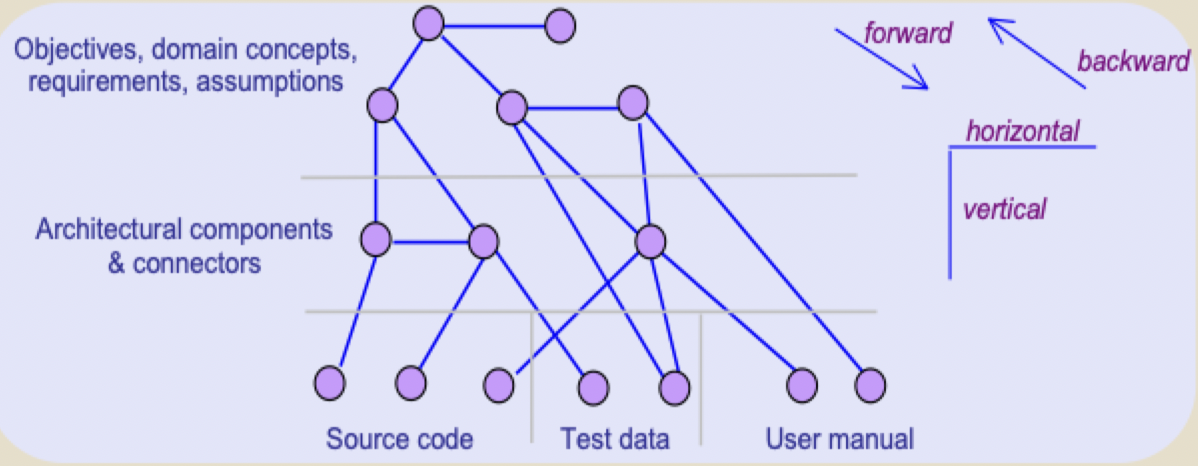 Objectives, domain concepts,
requirements, assumptions
forward
backward
horizontal
vertical
Architectural components
& connectors
Source code
Test data
User manual